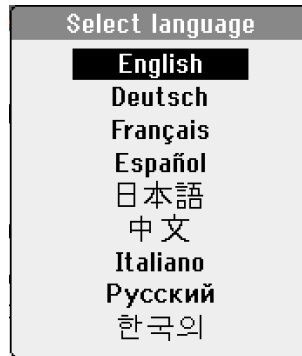 Select language
English
Deutsch
Français
Español
日本語
中文
Italiano
Русский
한국의